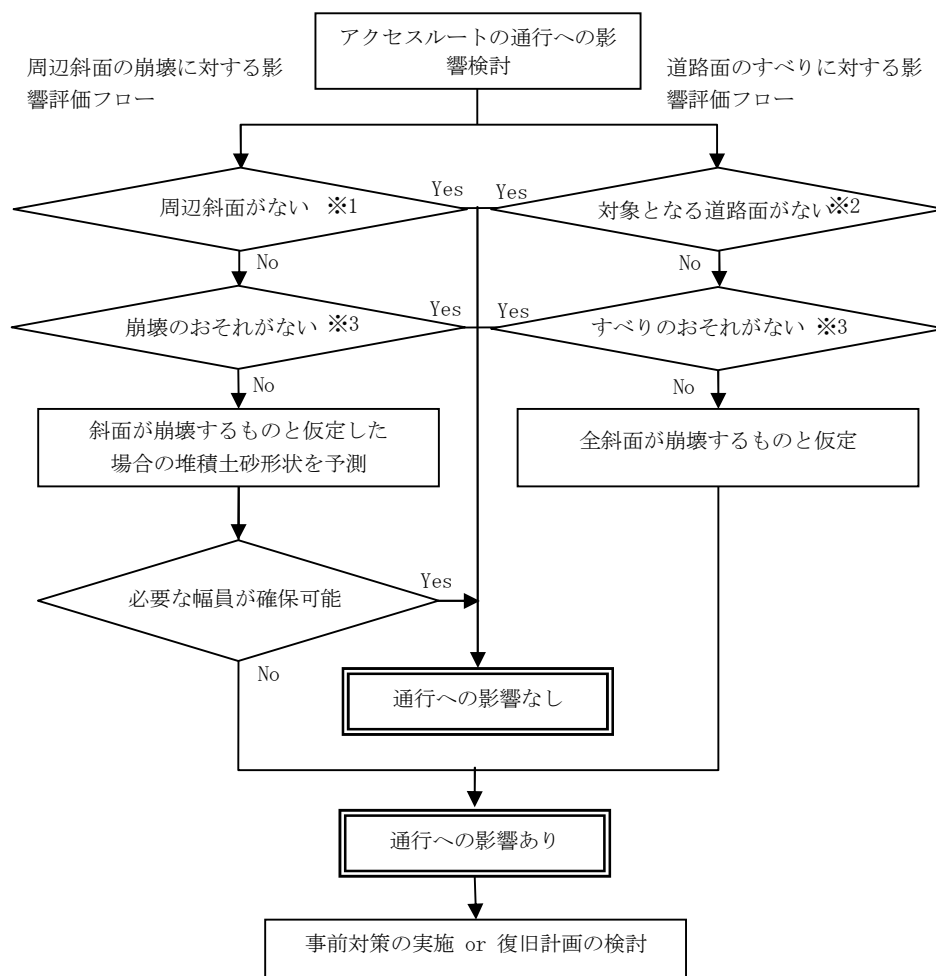 アクセスルートの通行への影
響検討
周辺斜面の崩壊に対する影
響評価フロー
道路面のすべりに対する影
響評価フロー
周辺斜面がない ※1
Yes
Yes
対象となる道路面がない※2
No
No
崩壊のおそれがない ※3
Yes
Yes
すべりのおそれがない ※3
No
No
斜面が崩壊するものと仮定した
場合の堆積土砂形状を予測
全斜面が崩壊するものと仮定
必要な幅員が確保可能
Yes
No
通行への影響なし
通行への影響あり
事前対策の実施 or 復旧計画の検討